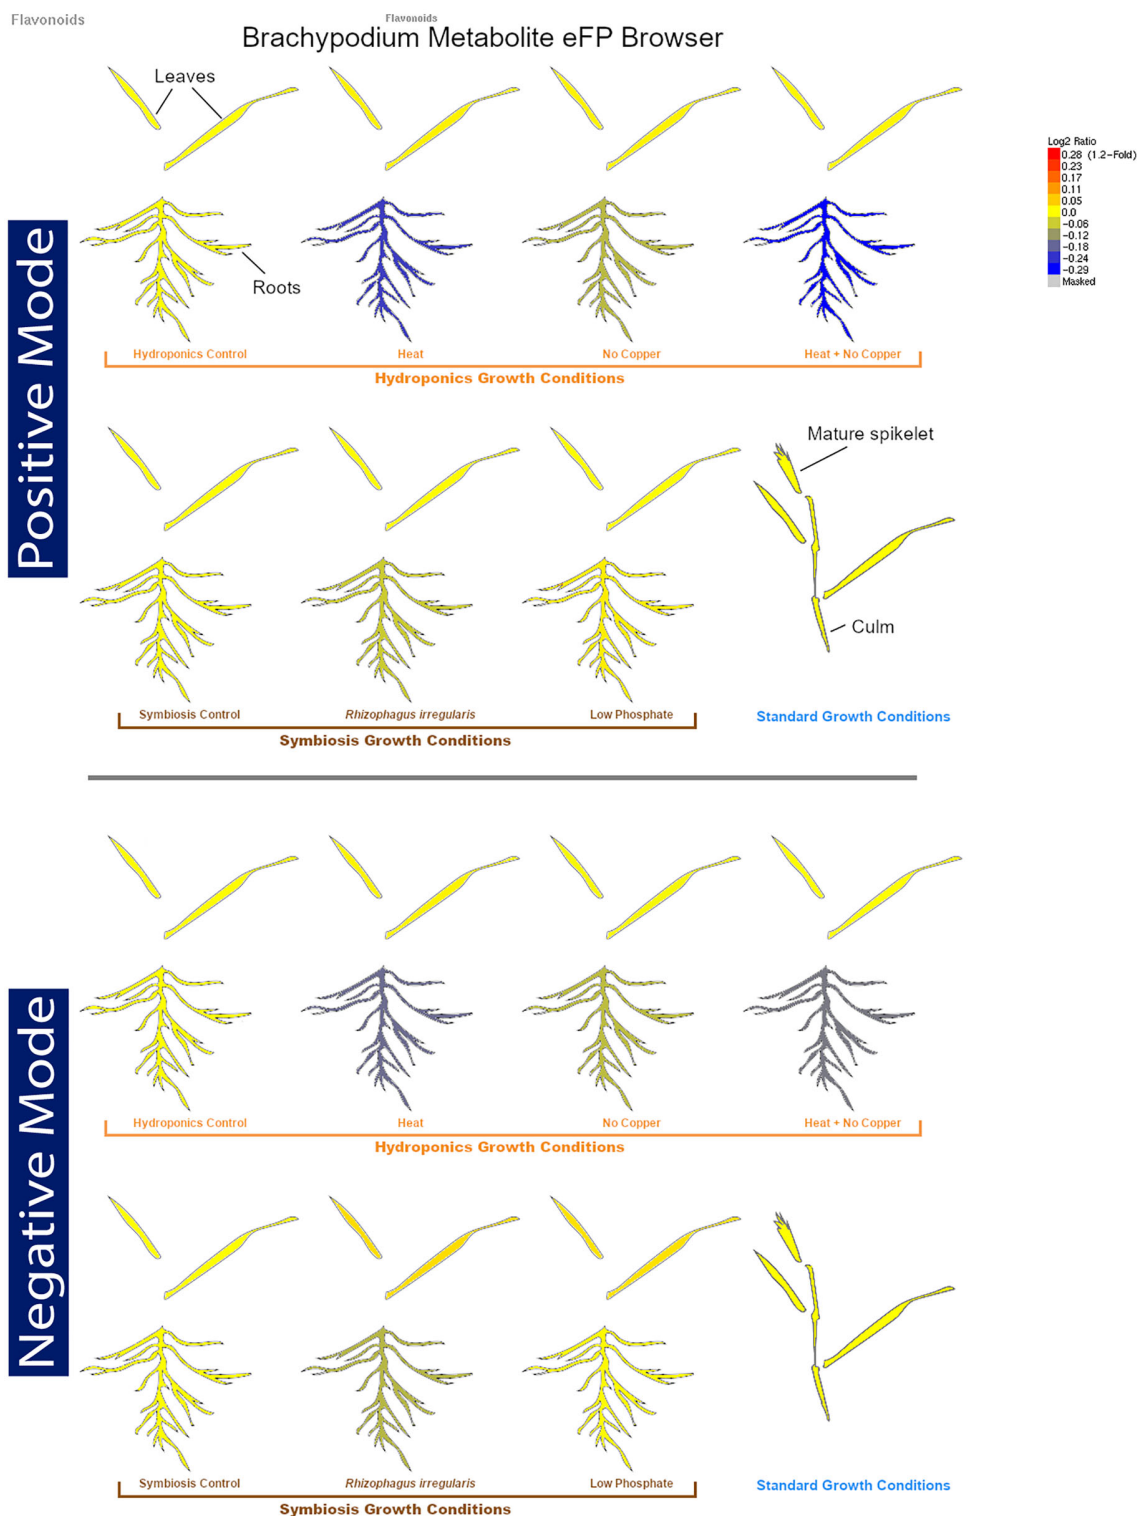 Flavonoids
Flavonoids
Brachypodium Metabolite eFP Browser
Leaves
Log2 Ratio
0.28 (1.2-Fold)
0.23
0.17
0.11
0.05
0.0
-0.06
-0.12
-0.18
-0.24
-0.29
Masked
Positive Mode
Roots
Hydroponics Control Heat No Copper Heat + No Copper
Hydroponics Growth Conditions
Mature spikelet
Culm
Symbiosis Control Rhizophagus irregularis Low Phosphate Standard Growth Conditions
Symbiosis Growth Conditions
Negative Mode
Hydroponics Control Heat No Copper Heat + No Copper
Hydroponics Growth Conditions
Symbiosis Control Rhizophagus irregularis Low Phosphate Standard Growth Conditions
Symbiosis Growth Conditions